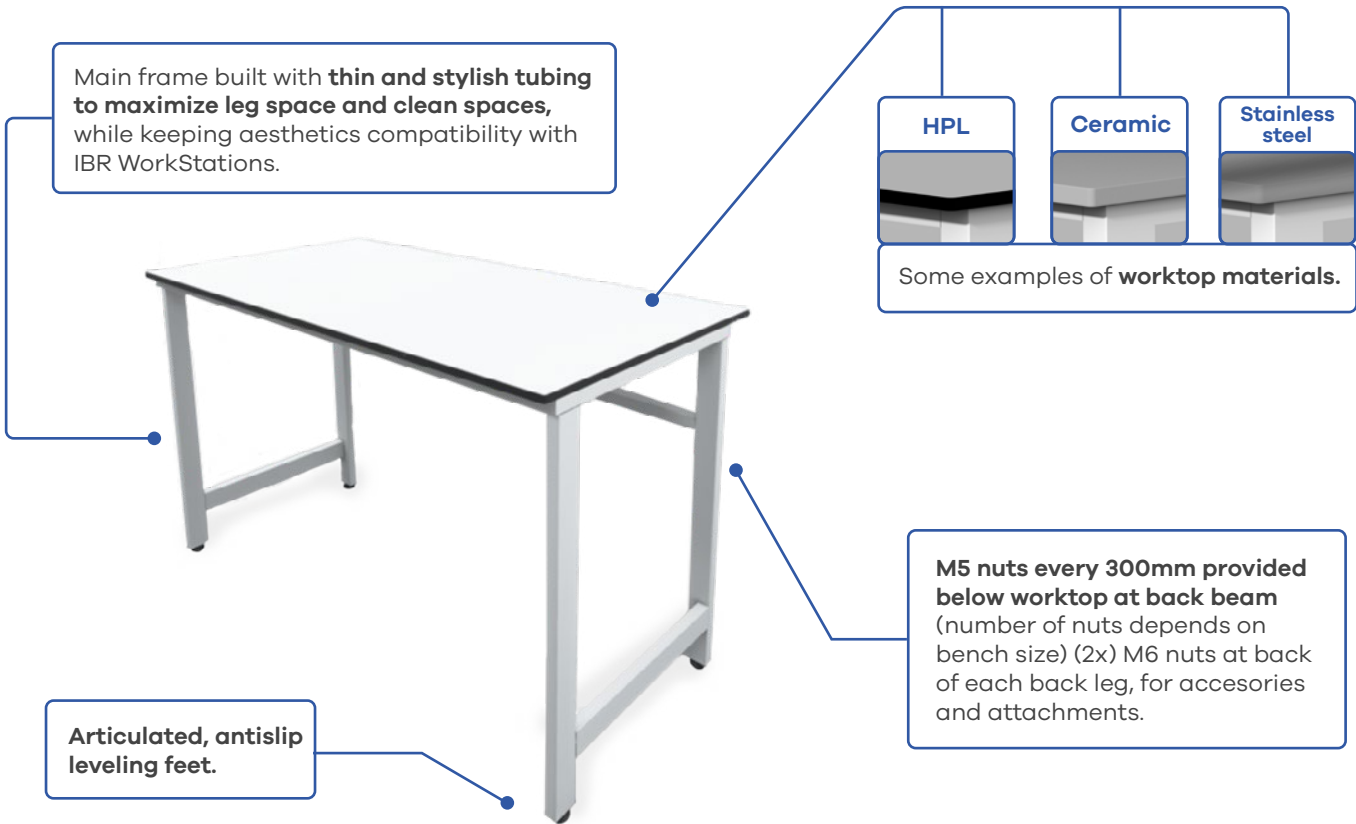 Main frame built with thin and stylish tubing
to maximize leg space and clean spaces,
while keeping aesthetics compatibility with
IBR WorkStations.
HPL
Ceramic
Stainless
steel
Some examples of worktop materials.
M5 nuts every 300mm provided
below worktop at back beam
(number of nuts depends on
bench size) (2x) M6 nuts at back
of each back leg, for accesories
and attachments.
Articulated, antislip
leveling feet.